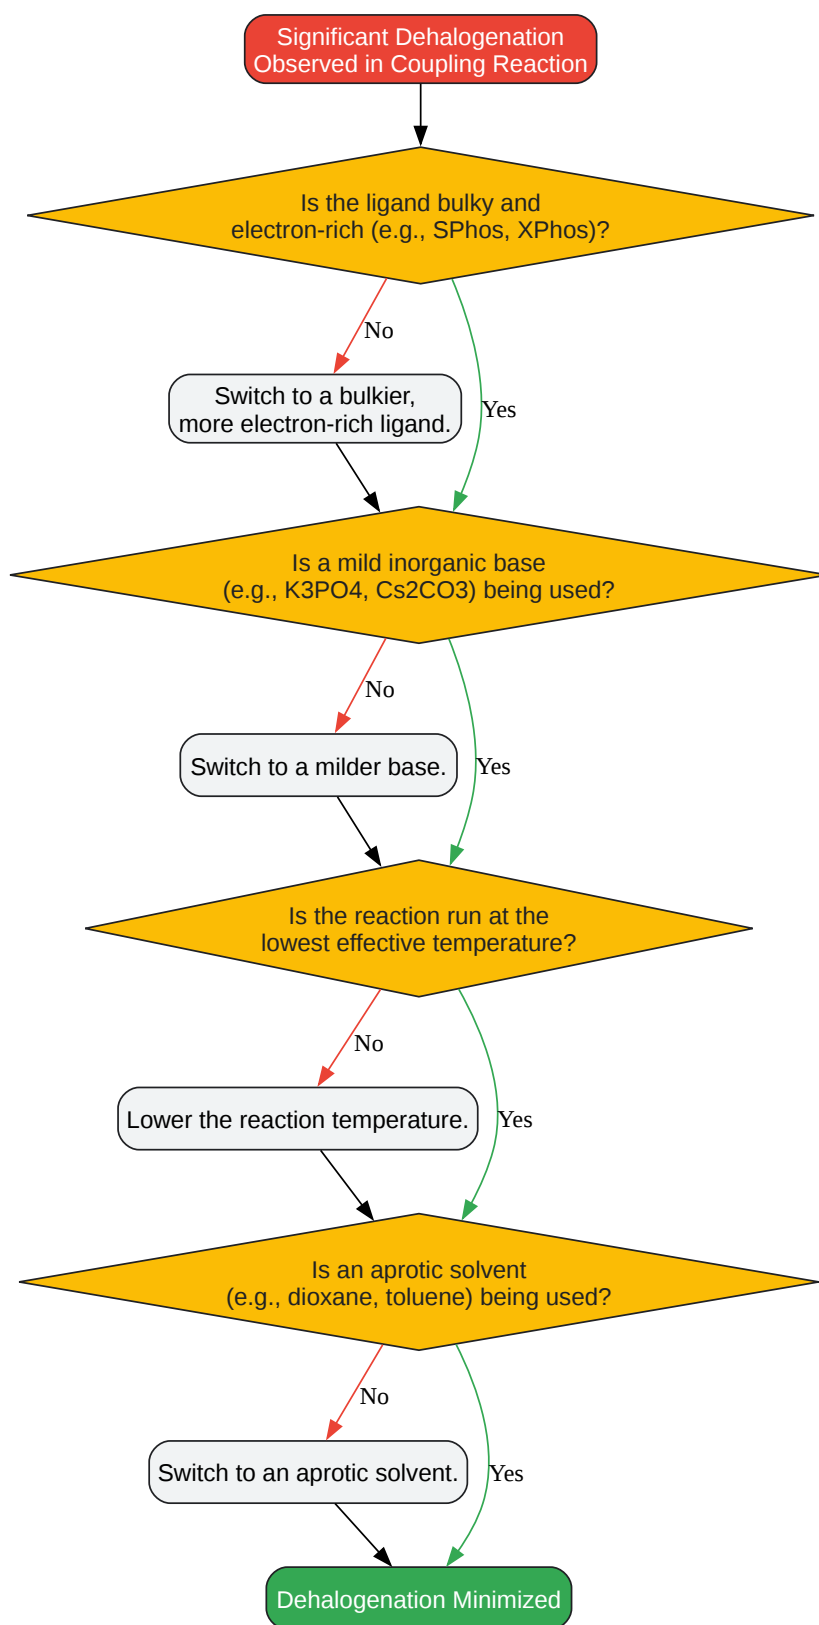 Significant Dehalogenation
Observed in Coupling Reaction
Is the ligand bulky and
electron-rich (e.g., SPhos, XPhos)?
No
Switch to a bulkier,
more electron-rich ligand.
Yes
Is a mild inorganic base
(e.g., K3PO4, Cs2CO3) being used?
No
Switch to a milder base.
Yes
Is the reaction run at the
lowest effective temperature?
No
Lower the reaction temperature.
Yes
Is an aprotic solvent
(e.g., dioxane, toluene) being used?
No
Switch to an aprotic solvent.
Yes
Dehalogenation Minimized